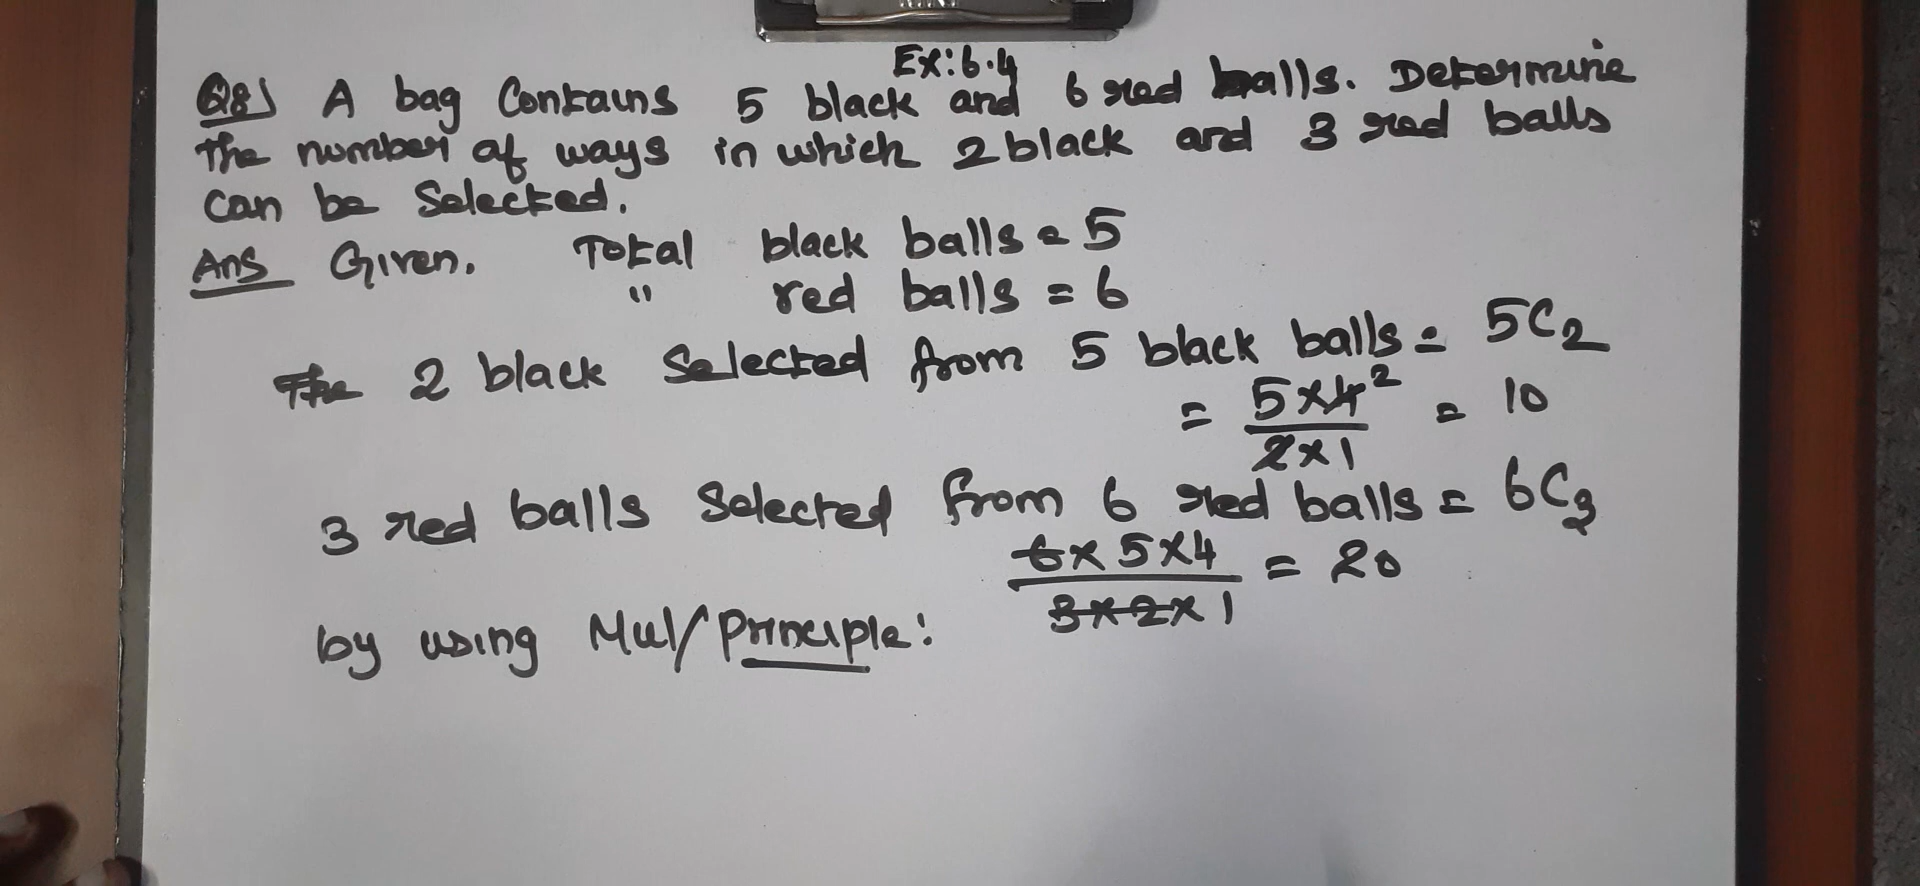 Ex: 6.4
Q8) A bag Contains 5 black and 6 red balls. Determine
the number of ways in which 2 black and 3 red balls
can be Selected.
Ans Given. Total black balls = 5
" red balls = 6
The 2 black Selected from 5 black balls = 5C2
= 5×4 2 / 2×1 = 10
3 red balls Selected from 6 red balls = 6C3
6×5×4 / 3×2×1 = 20
by using Mul/ Principle: